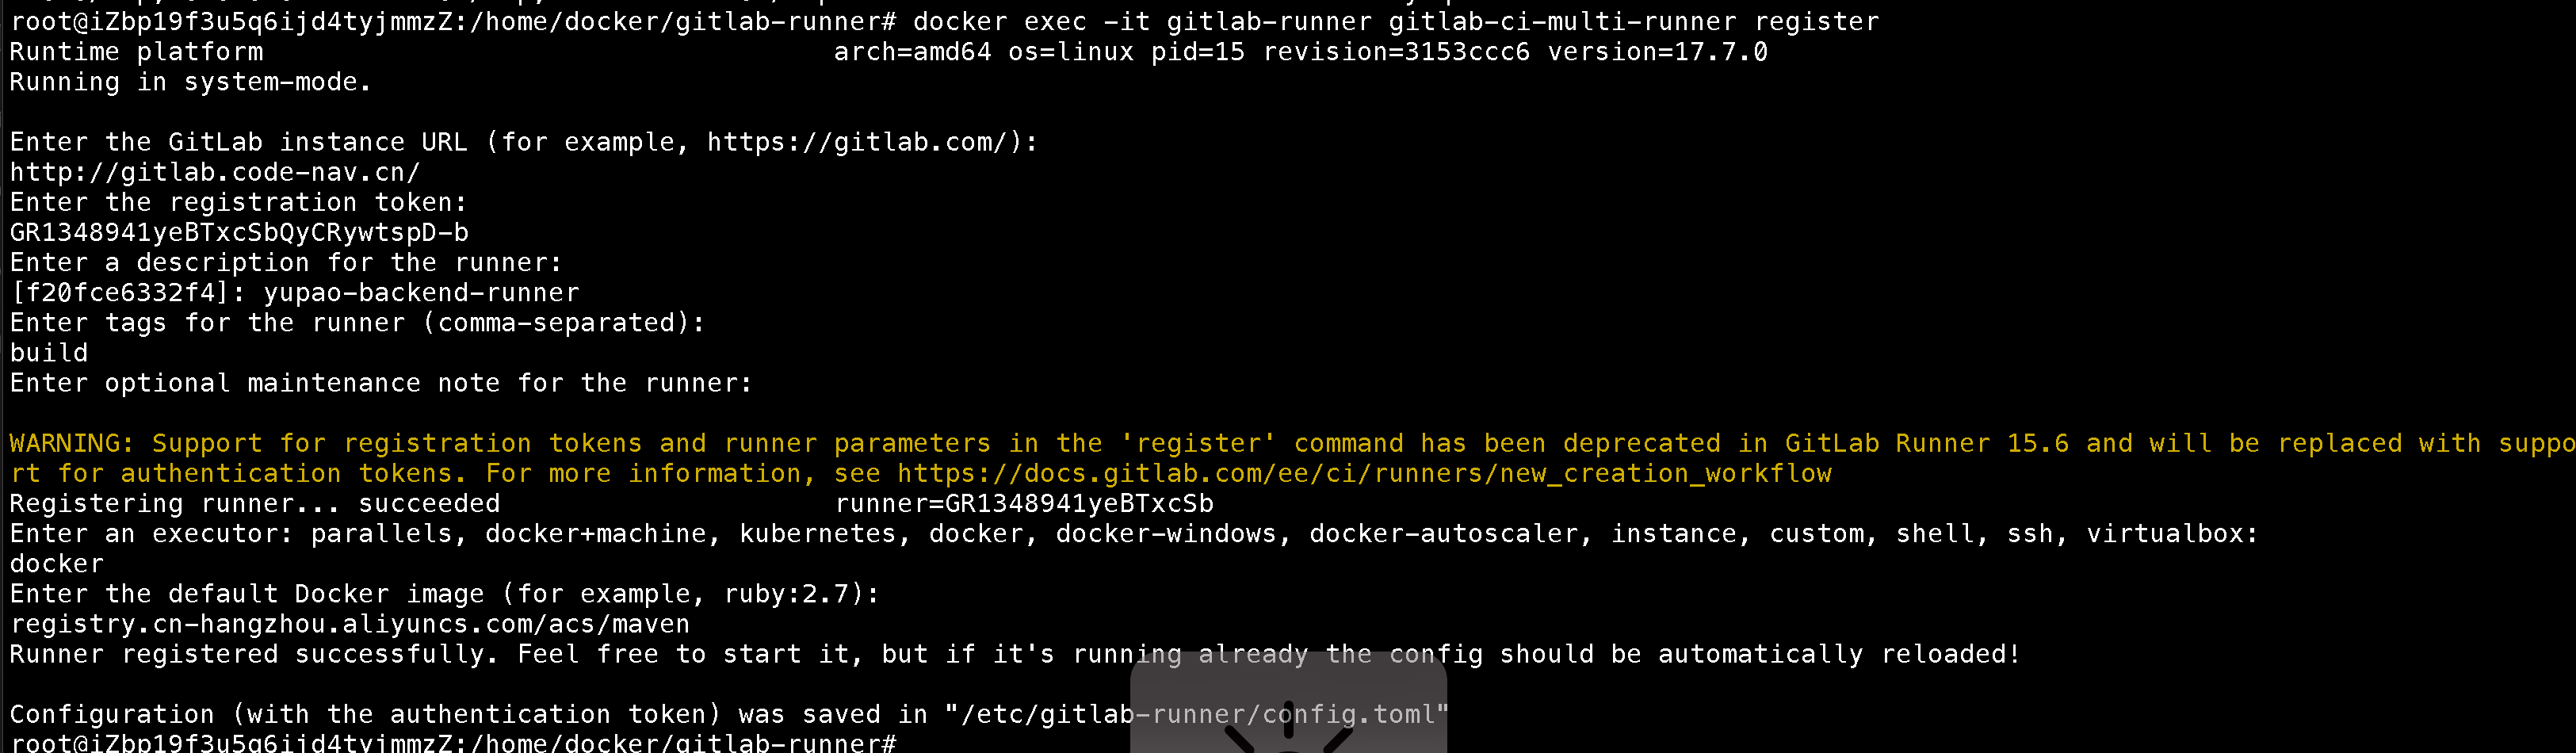 root@iZbp19f3u5q6ijd4tyjmmzZ:/home/docker/gitlab-runner# docker exec -it gitlab-runner gitlab-ci-multi-runner register
Runtime platform                                    arch=amd64 os=linux pid=15 revision=3153ccc6 version=17.7.0
Running in system-mode.
Enter the GitLab instance URL (for example, https://gitlab.com/):
http://gitlab.code-nav.cn/
Enter the registration token:
GR1348941yeBTxcSbQyCRywtspD-b
Enter a description for the runner:
[f20fce6332f4]: yupao-backend-runner
Enter tags for the runner (comma-separated):
build
Enter optional maintenance note for the runner:
WARNING: Support for registration tokens and runner parameters in the 'register' command has been deprecated in GitLab Runner 15.6 and will be replaced with suppo
rt for authentication tokens. For more information, see https://docs.gitlab.com/ee/ci/runners/new_creation_workflow
Registering runner... succeeded                     runner=GR1348941yeBTxcSb
Enter an executor: parallels, docker+machine, kubernetes, docker, docker-windows, docker-autoscaler, instance, custom, shell, ssh, virtualbox:
docker
Enter the default Docker image (for example, ruby:2.7):
registry.cn-hangzhou.aliyuncs.com/acs/maven
Runner registered successfully. Feel free to start it, but if it's running already the config should be automatically reloaded!
Configuration (with the authentication token) was saved in "/etc/gitlab-runner/config.toml"
root@iZbp19f3u5q6ijd4tyjmmzZ:/home/docker/gitlab-runner#